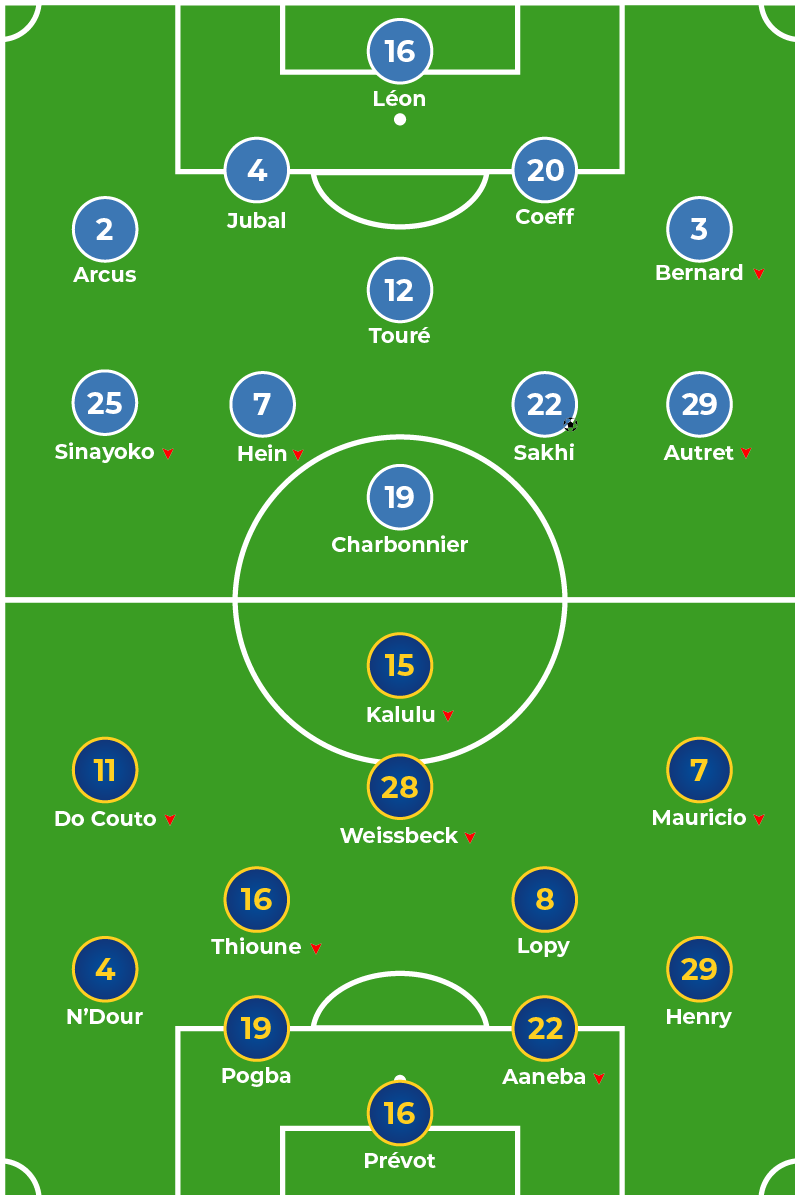 16
Léon
4
Jubal
20
Coeff
2
Arcus
3
Bernard
12
Touré
25
Sinayoko
7
Hein
22
Sakhi
29
Autret
19
Charbonnier
15
Kalulu
11
Do Couto
28
Weissbeck
7
Mauricio
16
Thioune
8
Lopy
4
N’Dour
29
Henry
19
Pogba
22
Aaneba
16
Prévot